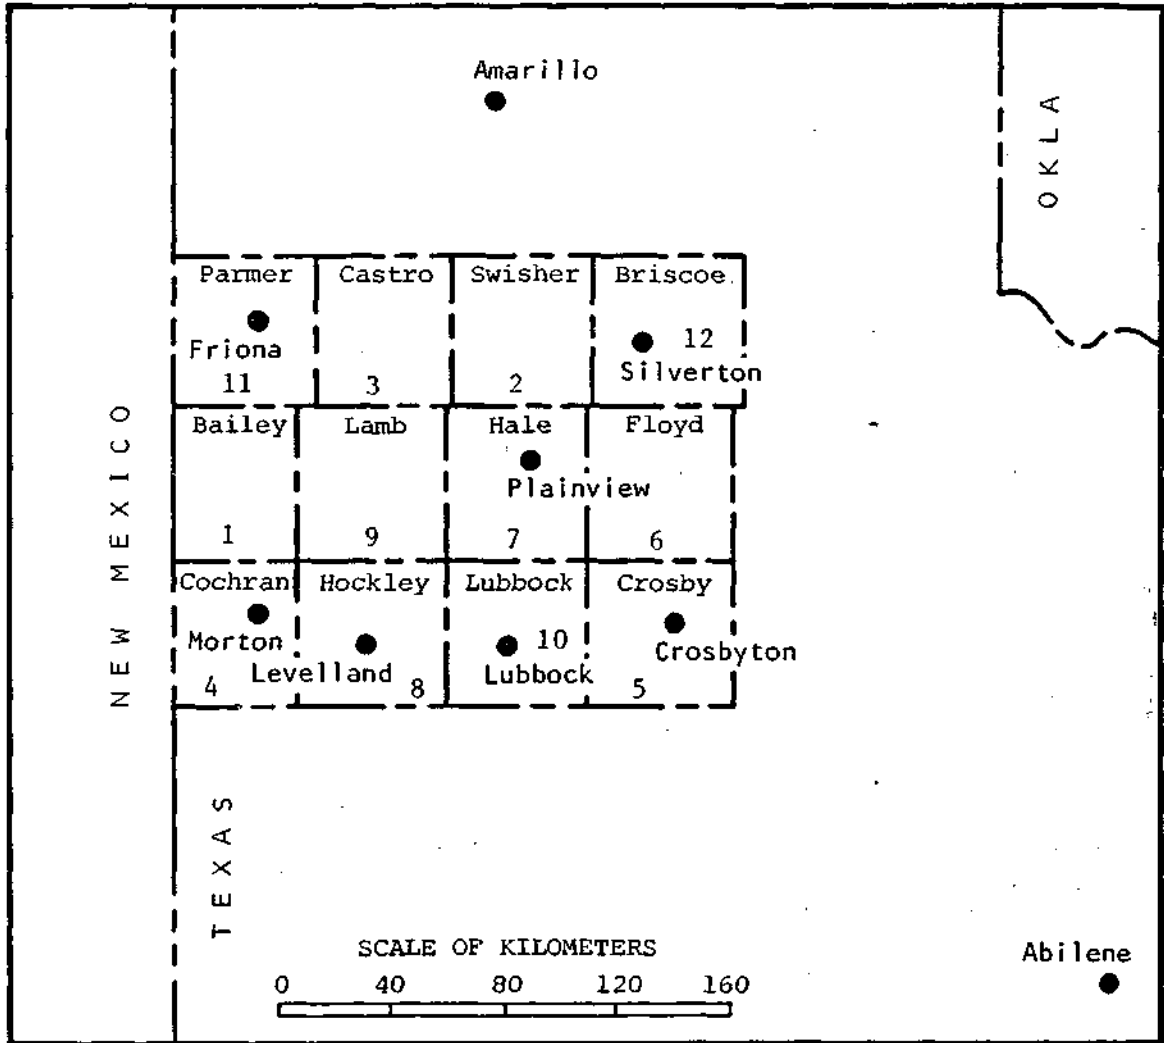 Amarillo
OKLA
Parmer Castro Swisher Briscoe
Friona
Silverton
11 3 2 12
NEW MEXICO
Bailey Lamb Hale Floyd
Plainview
1 9 7 6
Cochran Hockley Lubbock Crosby
Morton
Levelland
Lubbock
Crosbyton
4 8 10 5
TEXAS
SCALE OF KILOMETERS
0 40 80 120 160
Abilene